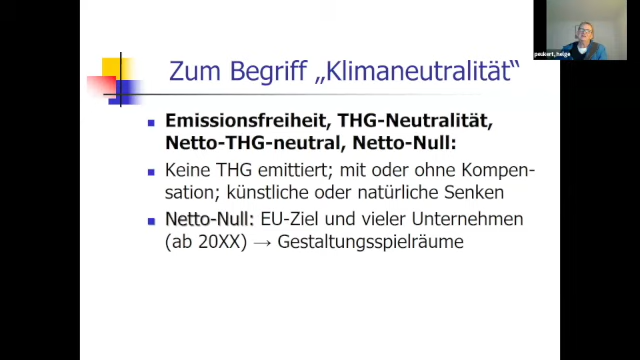 Zum Begriff „Klimaneutralität“
Emissionsfreiheit, THG-Neutralität,
Netto-THG-neutral, Netto-Null:
Keine THG emittiert; mit oder ohne Kompen-
sation; künstliche oder natürliche Senken
Netto-Null: EU-Ziel und vieler Unternehmen
(ab 20XX) → Gestaltungsspielräume
peukert_helge